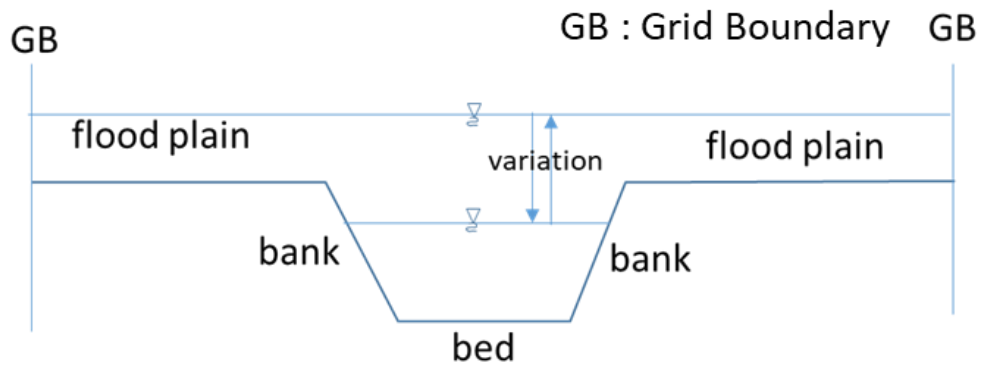 GB
GB : Grid Boundary
GB
flood plain
variation
flood plain
bank
bank
bed